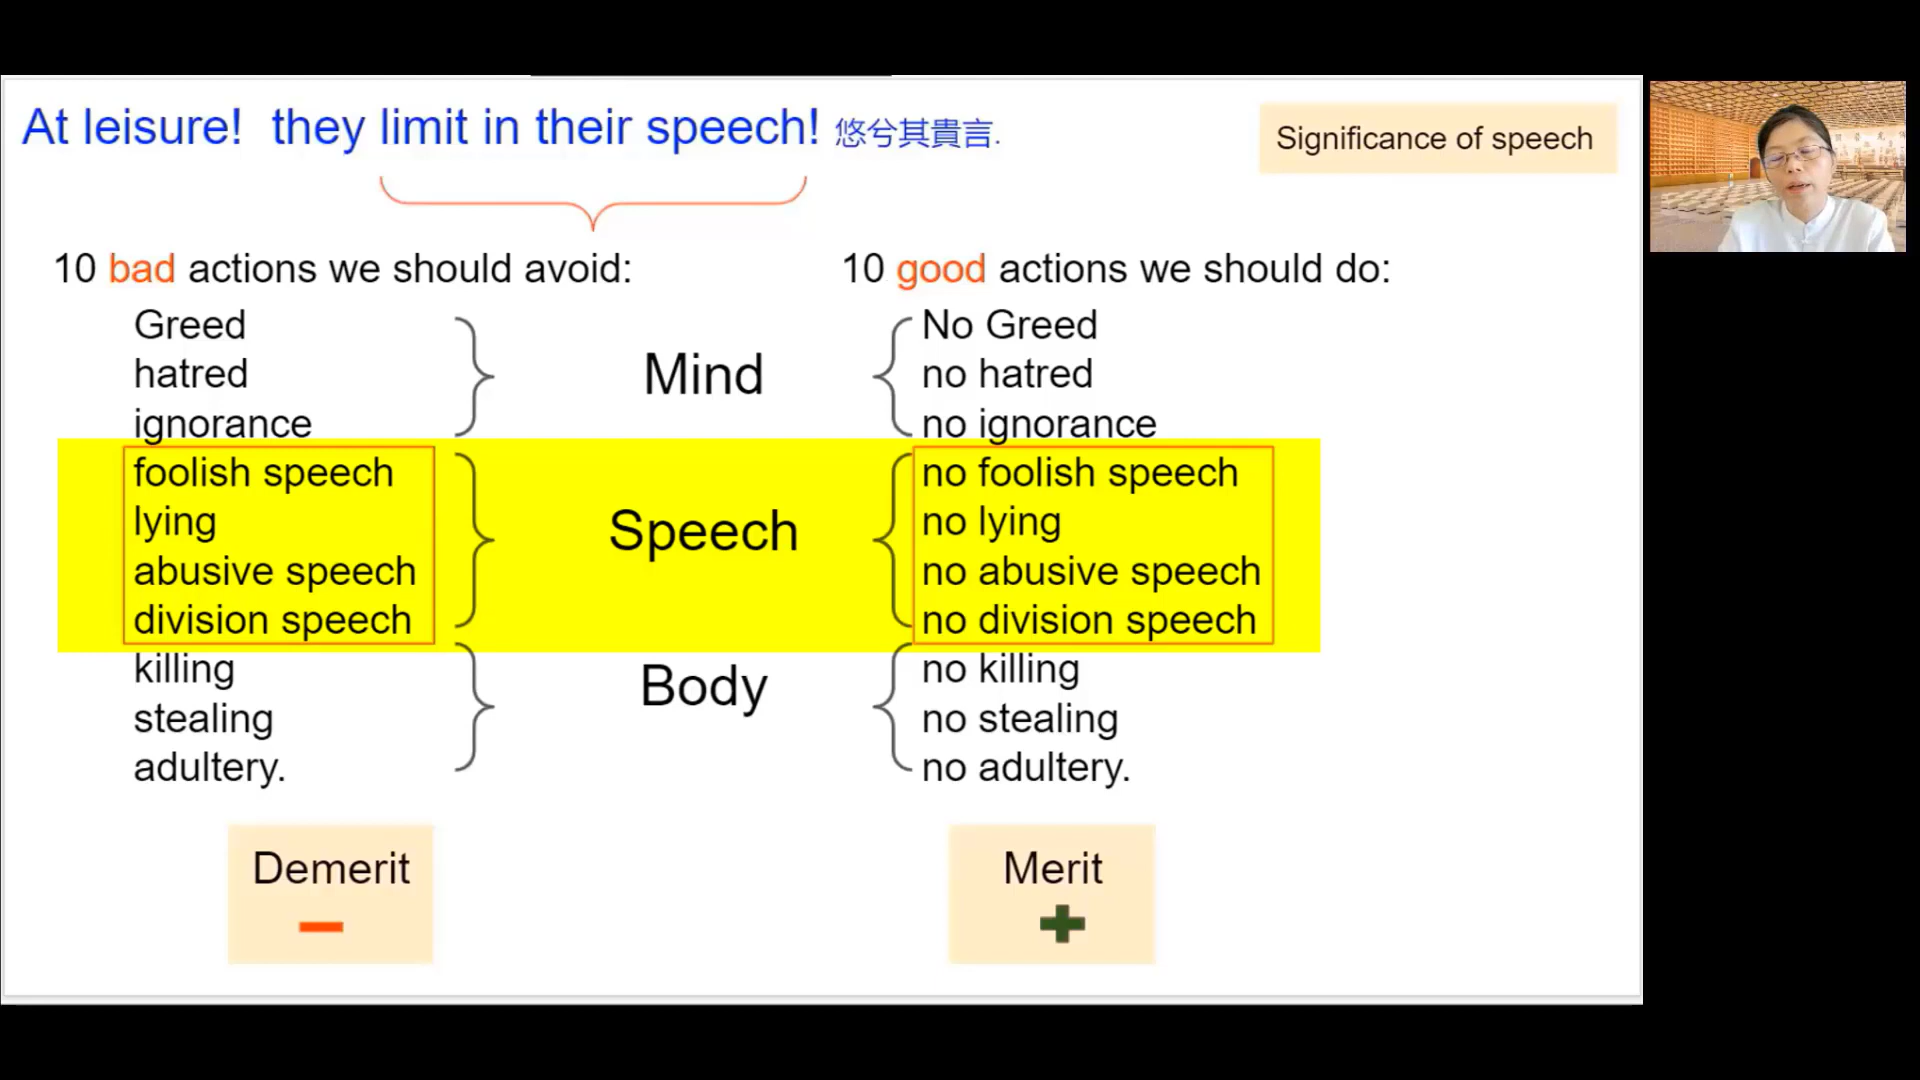 At leisure! they limit in their speech! 悠兮其貴言.
Significance of speech
10 bad actions we should avoid:
Greed
hatred
ignorance
foolish speech
lying
abusive speech
division speech
killing
stealing
adultery.
Mind
Speech
Body
10 good actions we should do:
No Greed
no hatred
no ignorance
no foolish speech
no lying
no abusive speech
no division speech
no killing
no stealing
no adultery.
Demerit
Merit